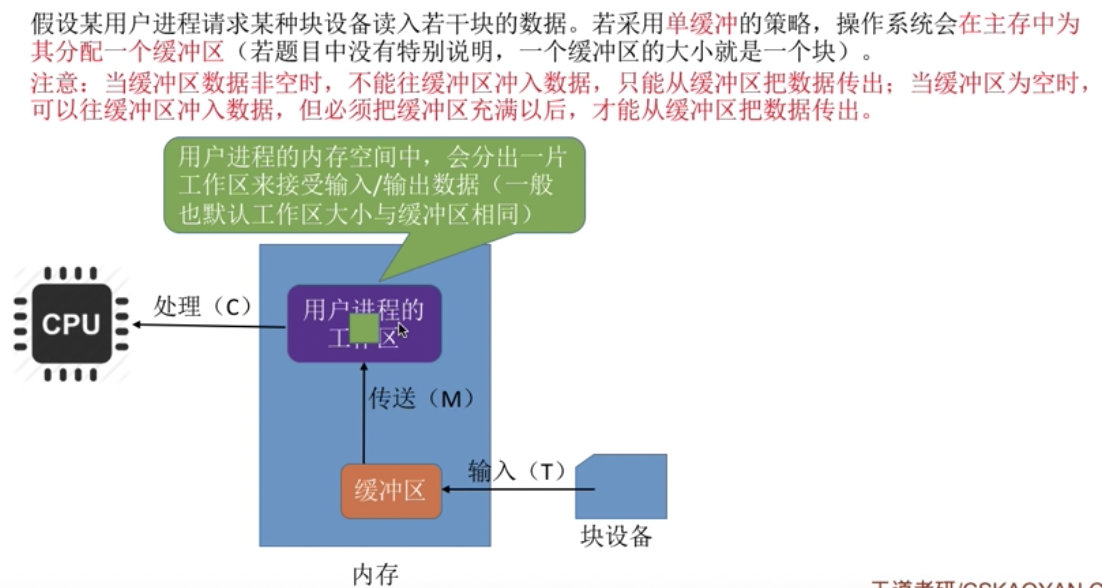 假设某用户进程请求某种块设备读入若干块的数据。若采用单缓冲的策略，操作系统会在主存中为
其分配一个缓冲区（若题目中没有特别说明，一个缓冲区的大小就是一个块）。
注意：当缓冲区数据非空时，不能往缓冲区冲入数据，只能从缓冲区把数据传出；当缓冲区为空时，
可以往缓冲区冲入数据，但必须把缓冲区充满以后，才能从缓冲区把数据传出。
用户进程的内存空间中，会分出一片
工作区来接受输入/输出数据（一般
也默认工作区大小与缓冲区相同）
CPU
处理（C）
用户进程的
工 区
传送（M）
缓冲区
输入（T）
块设备
内存